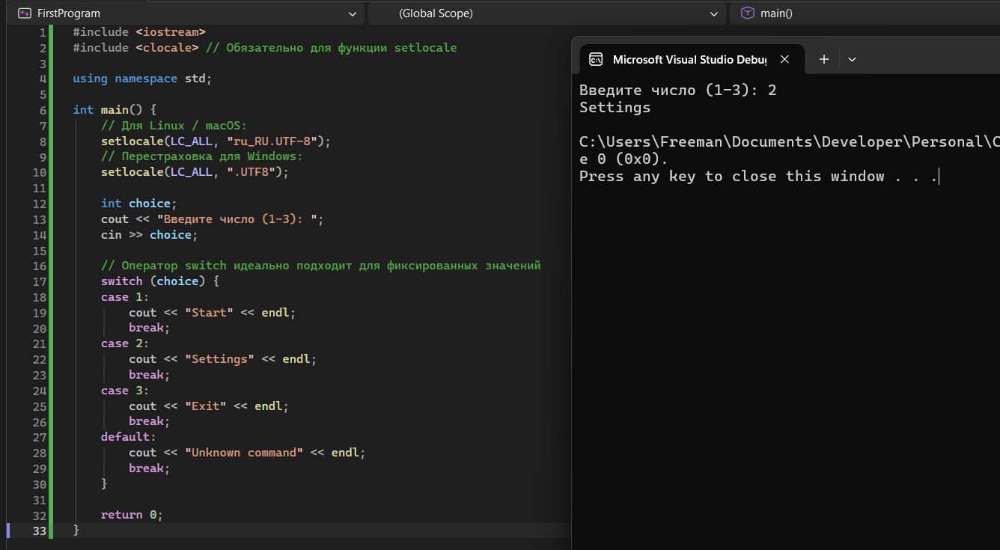 FirstProgram (Global Scope) main()
1 #include <iostream>
2 #include <clocale> // Обязательно для функции setlocale
3
4 using namespace std;
5
6 int main() {
7 // Для Linux / macOS:
8 setlocale(LC_ALL, "ru_RU.UTF-8");
9 // Перестраховка для Windows:
10 setlocale(LC_ALL, ".UTF8");
11
12 int choice;
13 cout << "Введите число (1-3): ";
14 cin >> choice;
15
16 // Оператор switch идеально подходит для фиксированных значений
17 switch (choice) {
18 case 1:
19 cout << "Start" << endl;
20 break;
21 case 2:
22 cout << "Settings" << endl;
23 break;
24 case 3:
25 cout << "Exit" << endl;
26 break;
27 default:
28 cout << "Unknown command" << endl;
29 break;
30 }
31
32 return 0;
33 }
Microsoft Visual Studio Debug
Введите число (1-3): 2
Settings
C:\Users\Freeman\Documents\Developer\Personal\C
e 0 (0x0).
Press any key to close this window . . .